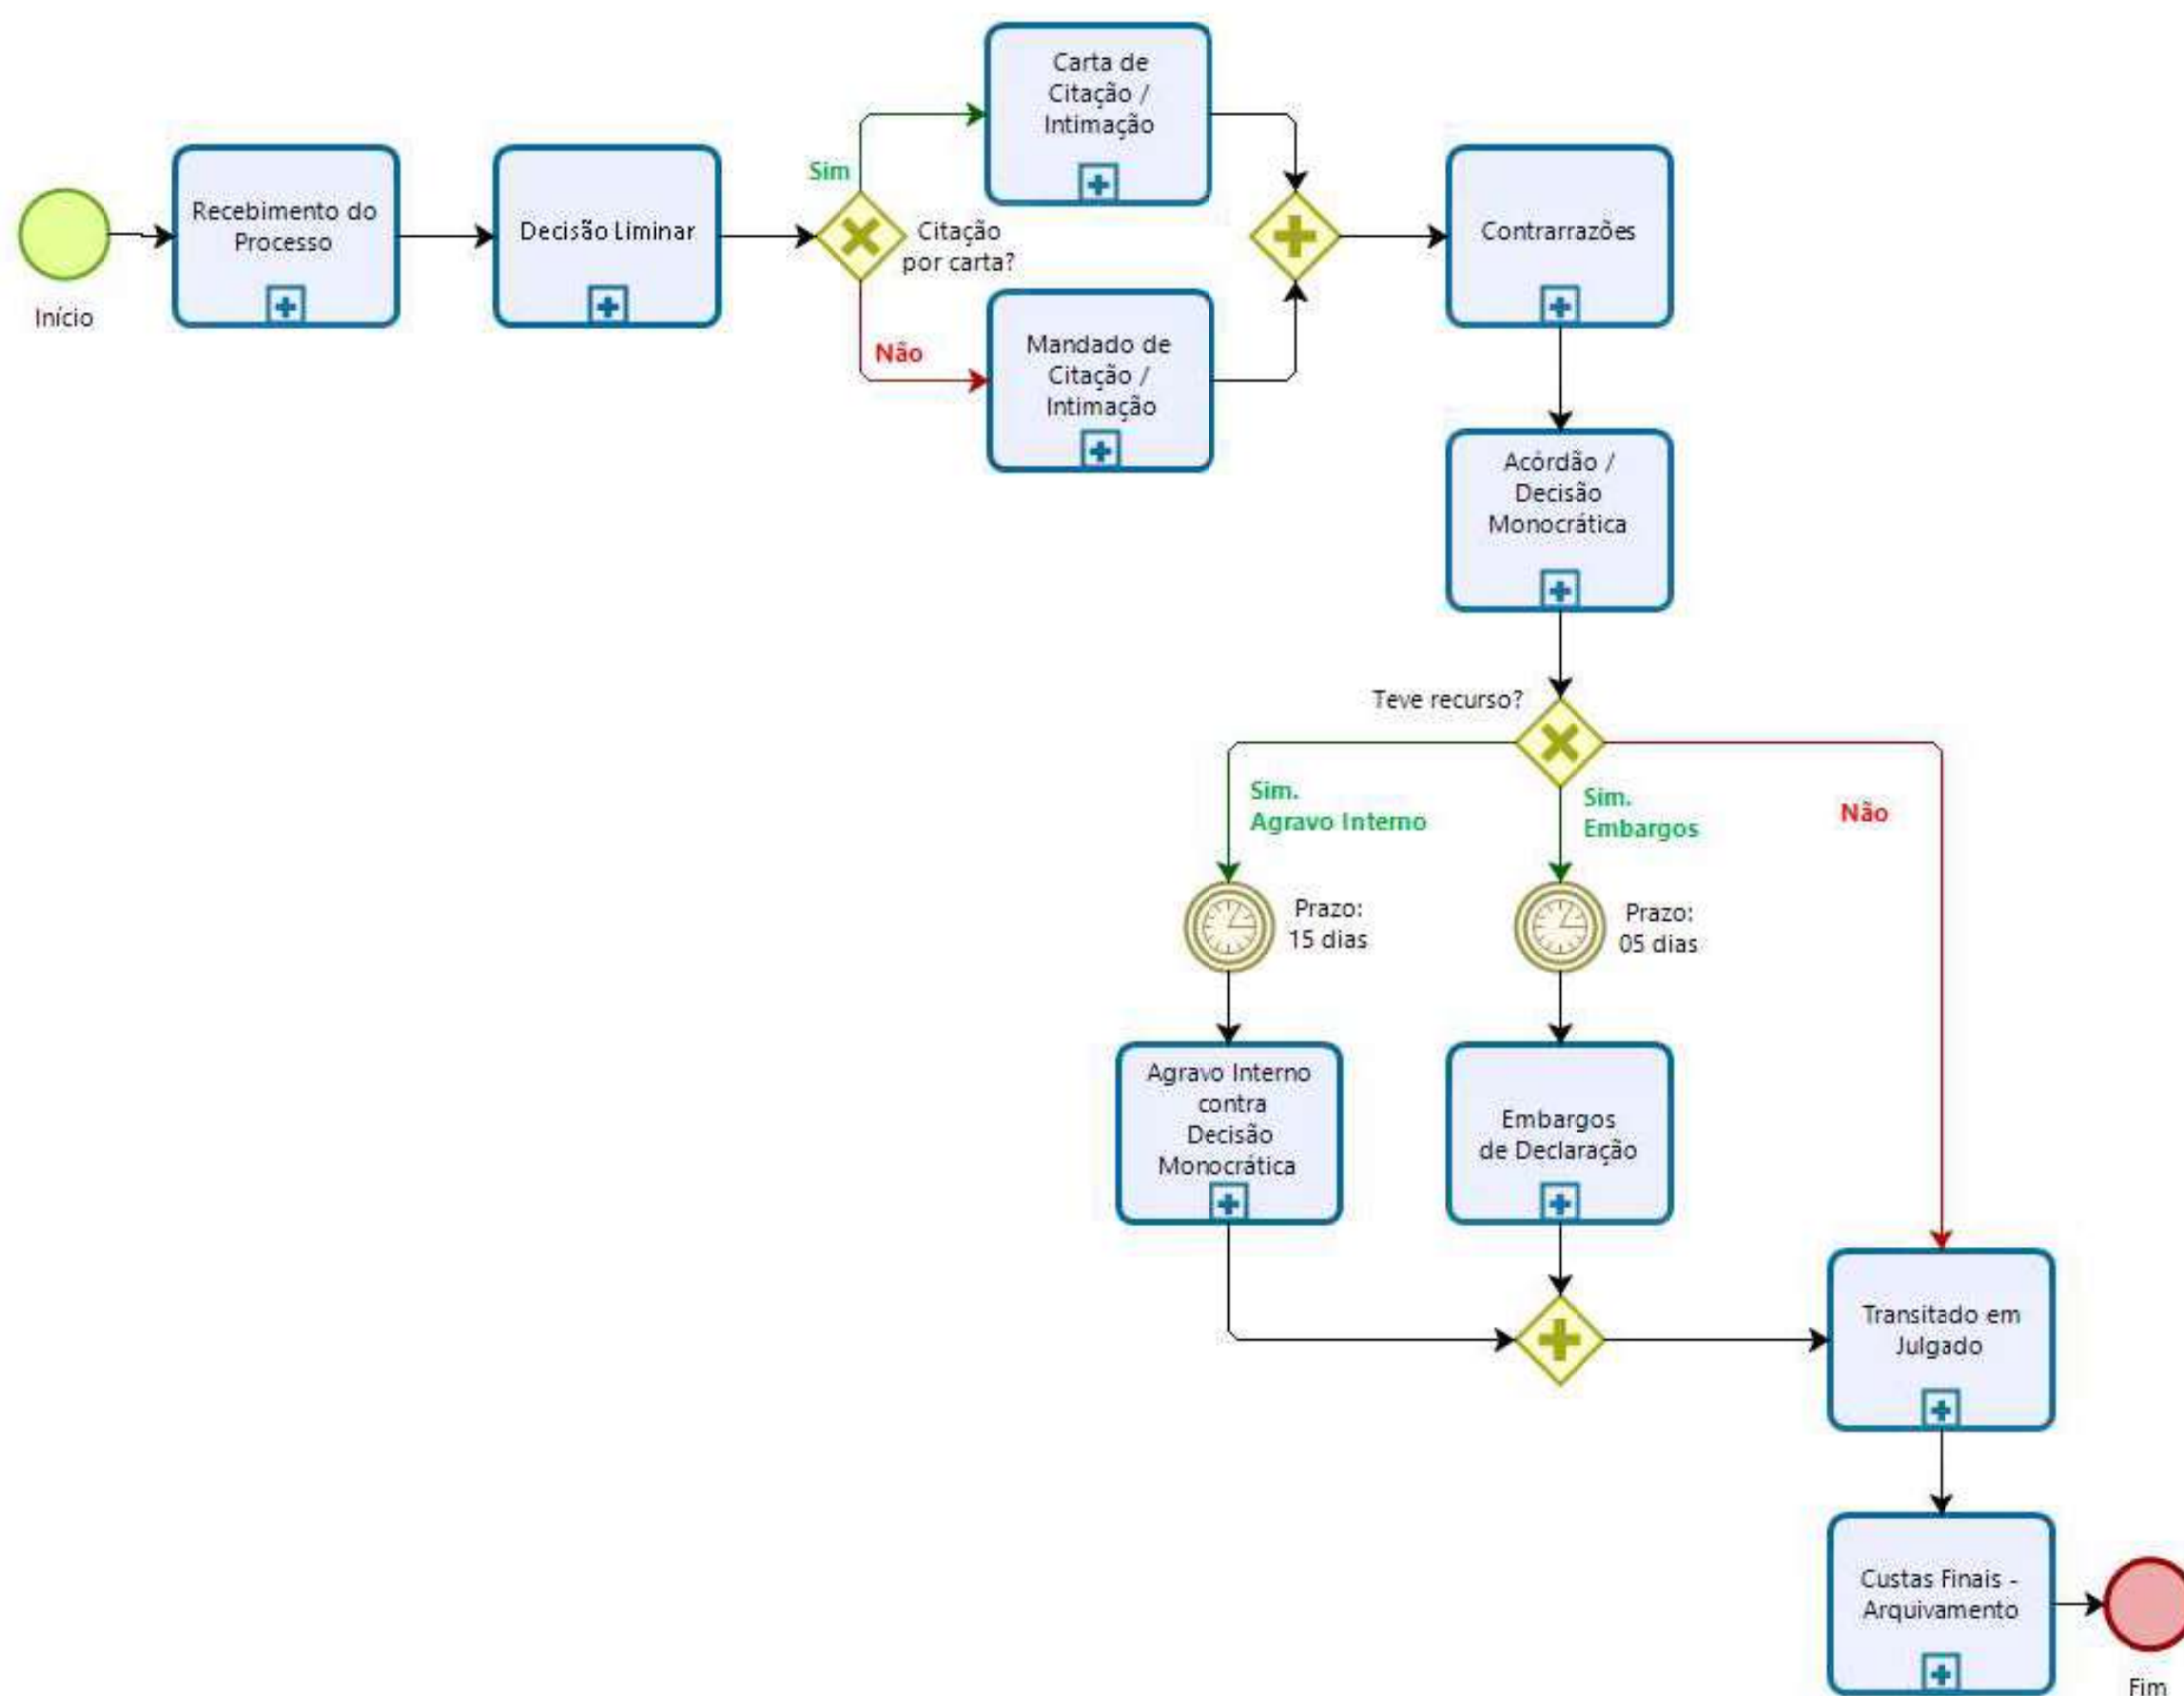 Início
Recebimento do
Processo
Decisão Liminar
Sim
Citação
por carta?
Não
Carta de
Citação /
Intimação
Mandado de
Citação /
Intimação
Contrarrazões
Acórdão /
Decisão
Monocrática
Teve recurso?
Sim.
Agravo Interno
Sim.
Embargos
Não
Prazo:
15 dias
Prazo:
05 dias
Agravo Interno
contra
Decisão
Monocrática
Embargos
de Declaração
Transitado em
Julgado
Custas Finais -
Arquivamento
Fim